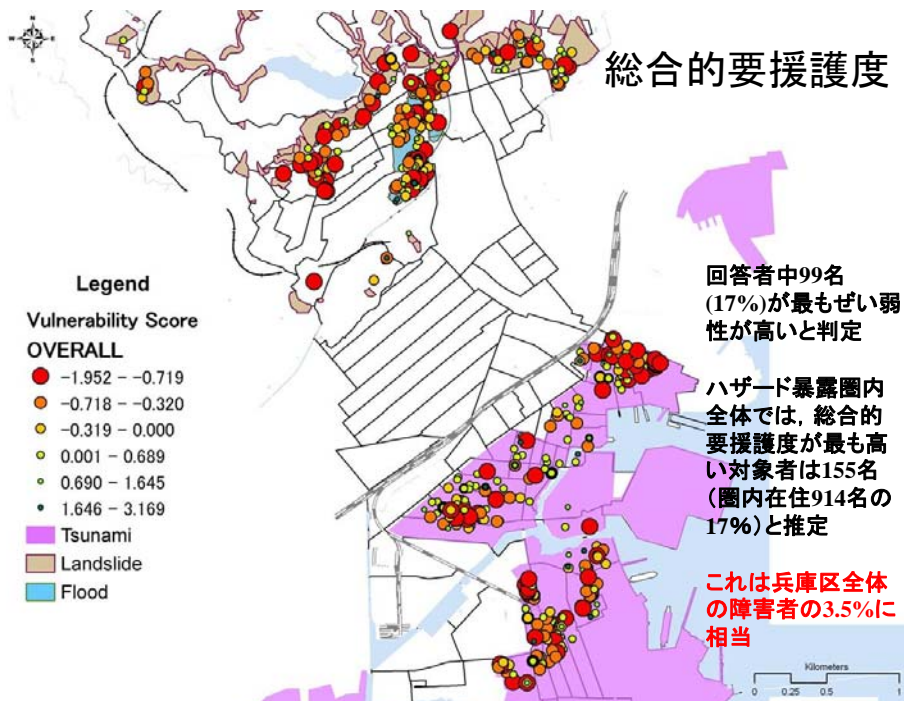 N
W
E
S
総合的要援護度
Legend
Vulnerability Score
OVERALL
-1.952 - -0.719
-0.718 - -0.320
-0.319 - 0.000
0.001 - 0.689
0.690 - 1.645
1.646 - 3.169
Tsunami
Landslide
Flood
回答者中99名
(17%)が最もぜい弱
性が高いと判定
ハザード暴露圏内
全体では，総合的
要援護度が最も高
い対象者は155名
（圏内在住914名の
17%）と推定
これは兵庫区全体
の障害者の3.5%に
相当
Kilometers
0 0.25 0.5 1